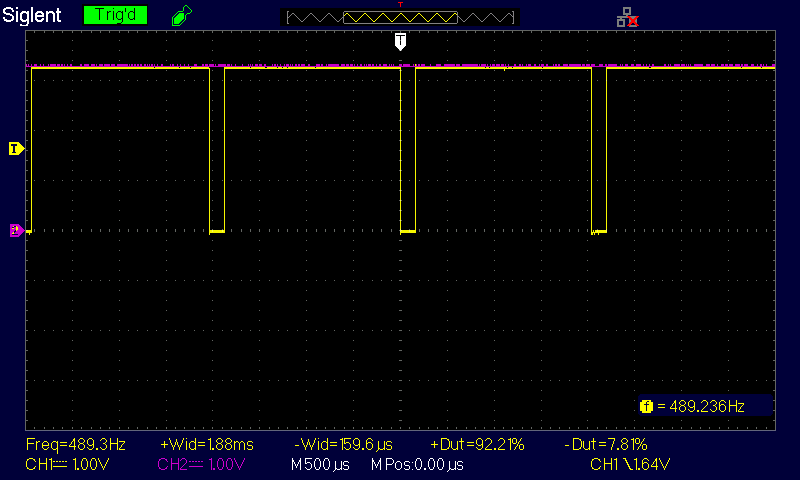 Siglent Trig'd T
T
T
f = 489.236Hz
Freq=489.3Hz +Wid=1.88ms -Wid=159.6µs +Dut=92.21% -Dut=7.81%
CH1 1.00V CH2 1.00V M 500µs M Pos:0.00µs CH1 1.64V